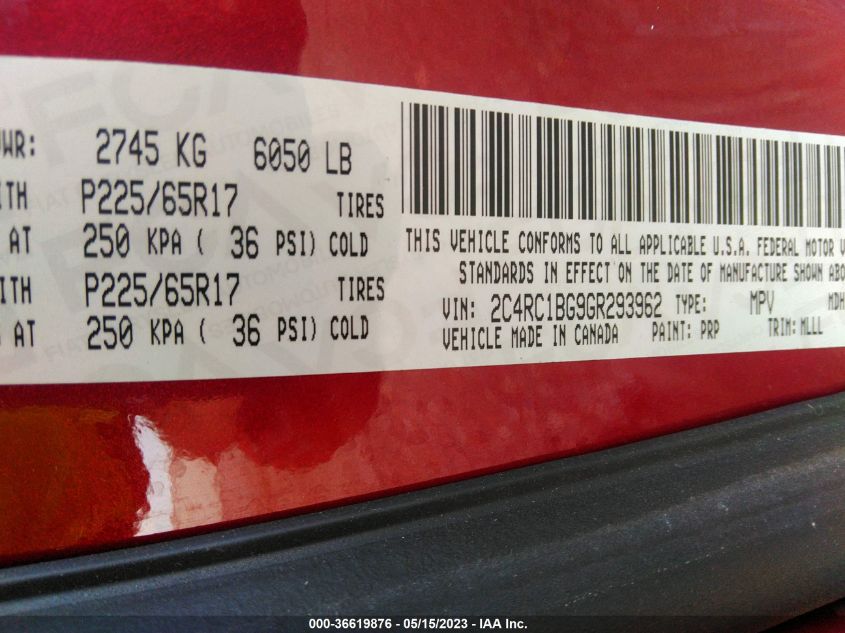 WR: 2745 KG 6050 LB
ITH P225/65R17 TIRES
AT 250 KPA ( 36 PSI) COLD
ITH P225/65R17 TIRES
AT 250 KPA ( 36 PSI) COLD
THIS VEHICLE CONFORMS TO ALL APPLICABLE U.S.A. FEDERAL MOTOR V
STANDARDS IN EFFECT ON THE DATE OF MANUFACTURE SHOWN ABO
VIN: 2C4RC1BG9GR293962 TYPE: MPV MDH
VEHICLE MADE IN CANADA PAINT: PRP TRIM: MLLL
000-36619876 - 05/15/2023 - IAA Inc.